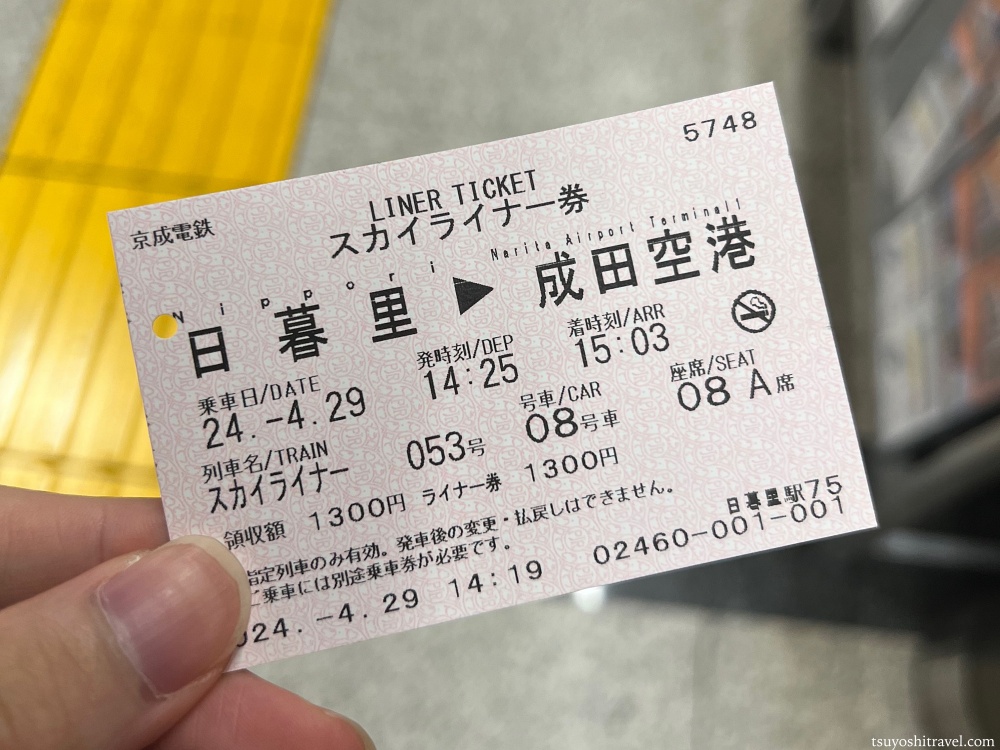 5748
京成電鉄
LINER TICKET
スカイライナー券
Nippori Narita Airport Terminal1
日暮里 ▶ 成田空港
発時刻/DEP 着時刻/ARR
14:25 15:03
乗車日/DATE 号車/CAR 座席/SEAT
24.-4.29 08号車 08 A席
列車名/TRAIN
スカイライナー 053号
領収額 1300円 ライナー券 1300円
指定列車のみ有効。発車後の変更・払戻しはできません。
ご乗車には別途乗車券が必要です。
日暮里駅75
024.-4.29 14:19 02460-001-001
tsuyoshitravel.com